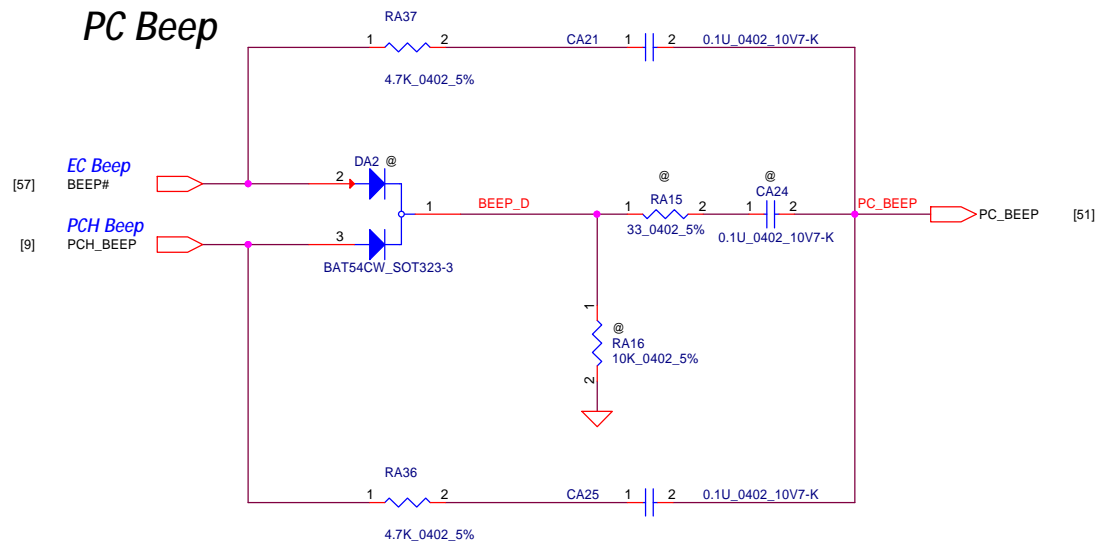 PC Beep
RA37
1 2
CA21 1 2 0.1U_0402_10V7-K
4.7K_0402_5%
EC Beep
[57] BEEP#
2 DA2 @
PCH Beep
[9] PCH_BEEP
3
BAT54CW_SOT323-3
1 BEEP_D
@
1 RA15 2
33_0402_5%
@
CA24
1 2
0.1U_0402_10V7-K
PC_BEEP
PC_BEEP [51]
1
@
RA16
10K_0402_5%
2
RA36
1 2
CA25 1 2 0.1U_0402_10V7-K
4.7K_0402_5%